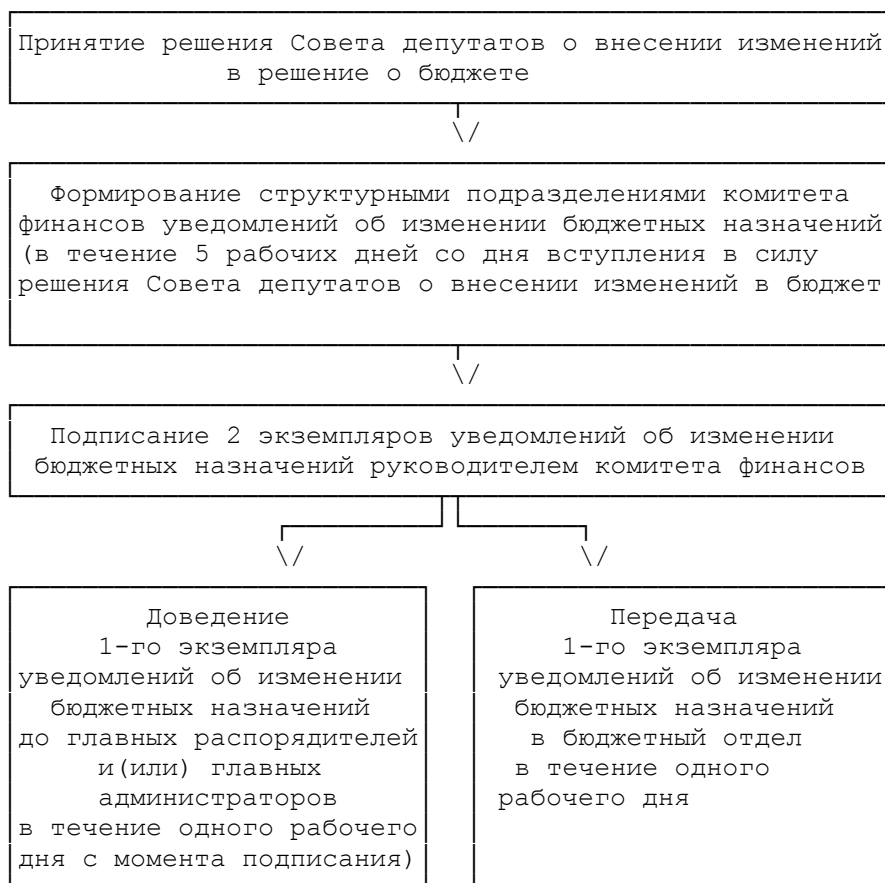 Принятие решения Совета депутатов о внесении изменений
в решение о бюджете
\/
Формирование структурными подразделениями комитета
финансов уведомлений об изменении бюджетных назначений
(в течение 5 рабочих дней со дня вступления в силу
решения Совета депутатов о внесении изменений в бюджет
\/
Подписание 2 экземпляров уведомлений об изменении
бюджетных назначений руководителем комитета финансов
\/ \/
Доведение
1-го экземпляра
уведомлений об изменении
бюджетных назначений
до главных распорядителей
и(или) главных
администраторов
в течение одного рабочего
дня с момента подписания)
Передача
1-го экземпляра
уведомлений об изменении
бюджетных назначений
в бюджетный отдел
в течение одного
рабочего дня